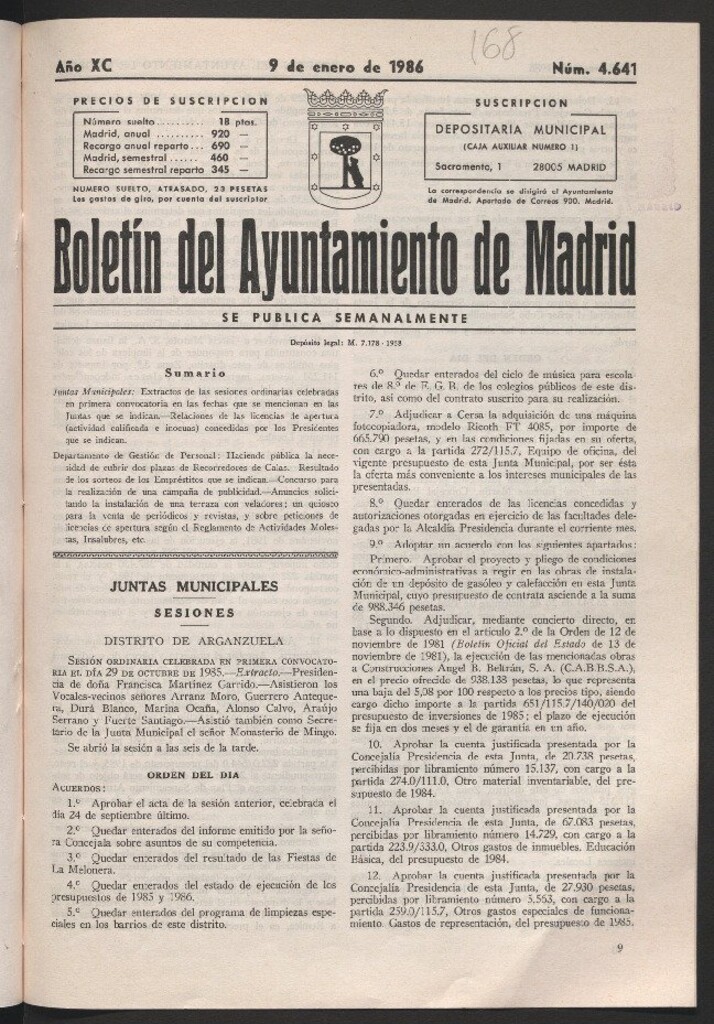 168
Año XC 9 de enero de 1986 Núm. 4.641
PRECIOS DE SUSCRIPCION
Número suelto.......... 18 ptas.
Madrid, anual .......... 920 —
Recargo anual reparto... 690 —
Madrid, semestral ...... 460 —
Recargo semestral reparto 345 —
NUMERO SUELTO, ATRASADO, 23 PESETAS
Los gastos de giro, por cuenta del suscriptor
SUSCRIPCION
DEPOSITARIA MUNICIPAL
(CAJA AUXILIAR NUMERO 1)
Sacramento, 1 28005 MADRID
La correspondencia se dirigirá al Ayuntamiento
de Madrid. Apartado de Correos 900. Madrid.
Boletín del Ayuntamiento de Madrid
SE PUBLICA SEMANALMENTE
Depósito legal: M. 7.178 - 1958
Sumario
Juntas Municipales: Extractos de las sesiones ordinarias celebradas
en primera convocatoria en las fechas que se mencionan en las
Juntas que se indican.—Relaciones de las licencias de apertura
(actividad calificada e inocuas) concedidas por los Presidentes
que se indican.
Departamento de Gestión de Personal: Haciendo pública la nece-
sidad de cubrir dos plazas de Recorredores de Calas. Resultado
de los sorteos de los Empréstitos que se indican.—Concurso para
la realización de una campaña de publicidad.—Anuncios solici-
tando la instalación de una terraza con veladores; un quiosco
para la venta de periódicos y revistas, y sobre peticiones de
licencias de apertura según el Reglamento de Actividades Moles-
tas, Insalubres, etc.
JUNTAS MUNICIPALES
SESIONES
DISTRITO DE ARGANZUELA
SESIÓN ORDINARIA CELEBRADA EN PRIMERA CONVOCATO-
RIA EL DÍA 29 DE OCTUBRE DE 1985.—Extracto.—Presiden-
cia de doña Francisca Martínez Garrido.—Asistieron los
Vocales-vecinos señores Arranz Moro, Guerrero Anteque-
ra, Durá Blanco, Marina Ocaña, Alonso Calvo, Araújo
Serrano y Fuerte Santiago.—Asistió también como Secre-
tario de la Junta Municipal el señor Monasterio de Mingo.
Se abrió la sesión a las seis de la tarde.
ORDEN DEL DIA
ACUERDOS:
1.º Aprobar el acta de la sesión anterior, celebrada el
día 24 de septiembre último.
2.º Quedar enterados del informe emitido por la seño-
ra Concejala sobre asuntos de su competencia.
3.º Quedar enterados del resultado de las Fiestas de
La Melonera.
4.º Quedar enterados del estado de ejecución de los
presupuestos de 1985 y 1986.
5.º Quedar enterados del programa de limpiezas espe-
ciales en los barrios de este distrito.
6.º Quedar enterados del ciclo de música para escola-
res de 8.º de E. G. B. de los colegios públicos de este dis-
trito, así como del contrato suscrito para su realización.
7.º Adjudicar a Cersa la adquisición de una máquina
fotocopiadora, modelo Ricoth FT 4085, por importe de
665.790 pesetas, y en las condiciones fijadas en su oferta,
con cargo a la partida 272/115.7, Equipo de oficina, del
vigente presupuesto de esta Junta Municipal, por ser ésta
la oferta más conveniente a los intereses municipales de las
presentadas.
8.º Quedar enterados de las licencias concedidas y
autorizaciones otorgadas en ejercicio de las facultades dele-
gadas por la Alcaldía Presidencia durante el corriente mes.
9.º Adoptar un acuerdo con los siguientes apartados:
Primero. Aprobar el proyecto y pliego de condiciones
económico-administrativas a regir en las obras de instala-
ción de un depósito de gasóleo y calefacción en esta Junta
Municipal, cuyo presupuesto de contrata asciende a la suma
de 988.346 pesetas.
Segundo. Adjudicar, mediante concierto directo, en
base a lo dispuesto en el artículo 2.º de la Orden de 12 de
noviembre de 1981 (Boletín Oficial del Estado de 13 de
noviembre de 1981), la ejecución de las mencionadas obras
a Construcciones Angel B. Beltrán, S. A. (C.A.B.B.S.A.),
en el precio ofrecido de 938.138 pesetas, lo que representa
una baja del 5,08 por 100 respecto a los precios tipo, siendo
cargo dicho importe a la partida 651/115.7/140/020 del
presupuesto de inversiones de 1985; el plazo de ejecución
se fija en dos meses y el de garantía en un año.
10. Aprobar la cuenta justificada presentada por la
Concejalía Presidencia de esta Junta, de 20.738 pesetas,
percibidas por libramiento número 15.137, con cargo a la
partida 274.0/111.0, Otro material inventariable, del pre-
supuesto de 1984.
11. Aprobar la cuenta justificada presentada por la
Concejalía Presidencia de esta Junta, de 67.083 pesetas,
percibidas por libramiento número 14.729, con cargo a la
partida 223.9/333.0, Otros gastos de inmuebles. Educación
Básica, del presupuesto de 1984.
12. Aprobar la cuenta justificada presentada por la
Concejalía Presidencia de esta Junta, de 27.930 pesetas,
percibidas por libramiento número 5.563, con cargo a la
partida 259.0/115.7, Otros gastos especiales de funciona-
miento. Gastos de representación, del presupuesto de 1985.
9